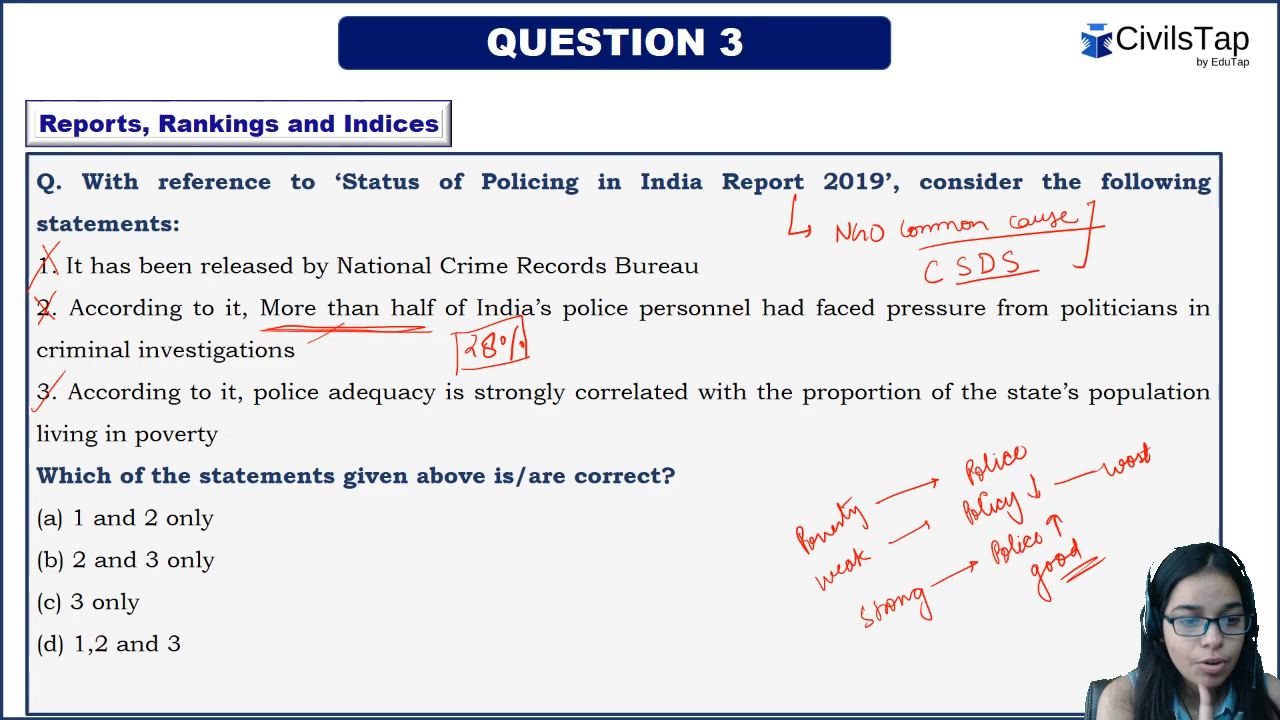 QUESTION 3
CivilsTap
by EduTap
Reports, Rankings and Indices
Q. With reference to ‘Status of Policing in India Report 2019’, consider the following
statements:
NGO Common cause
CSDS
1. It has been released by National Crime Records Bureau
2. According to it, More than half of India’s police personnel had faced pressure from politicians in
criminal investigations
28%
3. According to it, police adequacy is strongly correlated with the proportion of the state’s population
living in poverty
Which of the statements given above is/are correct?
(a) 1 and 2 only
(b) 2 and 3 only
(c) 3 only
(d) 1,2 and 3
Poverty → Police
weak → Policy ↓ — worst
strong → Police ↑
good